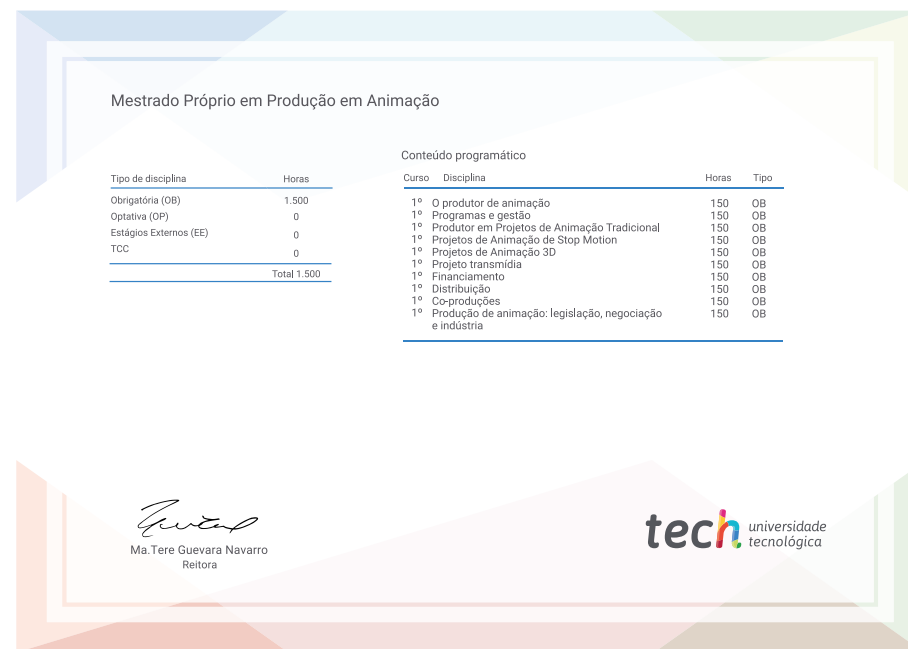 Mestrado Próprio em Produção em Animação
Tipo de disciplina Horas
Obrigatória (OB) 1.500
Optativa (OP) 0
Estágios Externos (EE) 0
TCC 0
Total 1.500
Conteúdo programático
Curso Disciplina Horas Tipo
1º O produtor de animação 150 OB
1º Programas e gestão 150 OB
1º Produtor em Projetos de Animação Tradicional 150 OB
1º Projetos de Animação de Stop Motion 150 OB
1º Projetos de Animação 3D 150 OB
1º Projeto transmídia 150 OB
1º Financiamento 150 OB
1º Distribuição 150 OB
1º Co-produções 150 OB
1º Produção de animação: legislação, negociação 150 OB
e indústria
Ma.Tere Guevara Navarro
Reitora
tech universidade
tecnológica